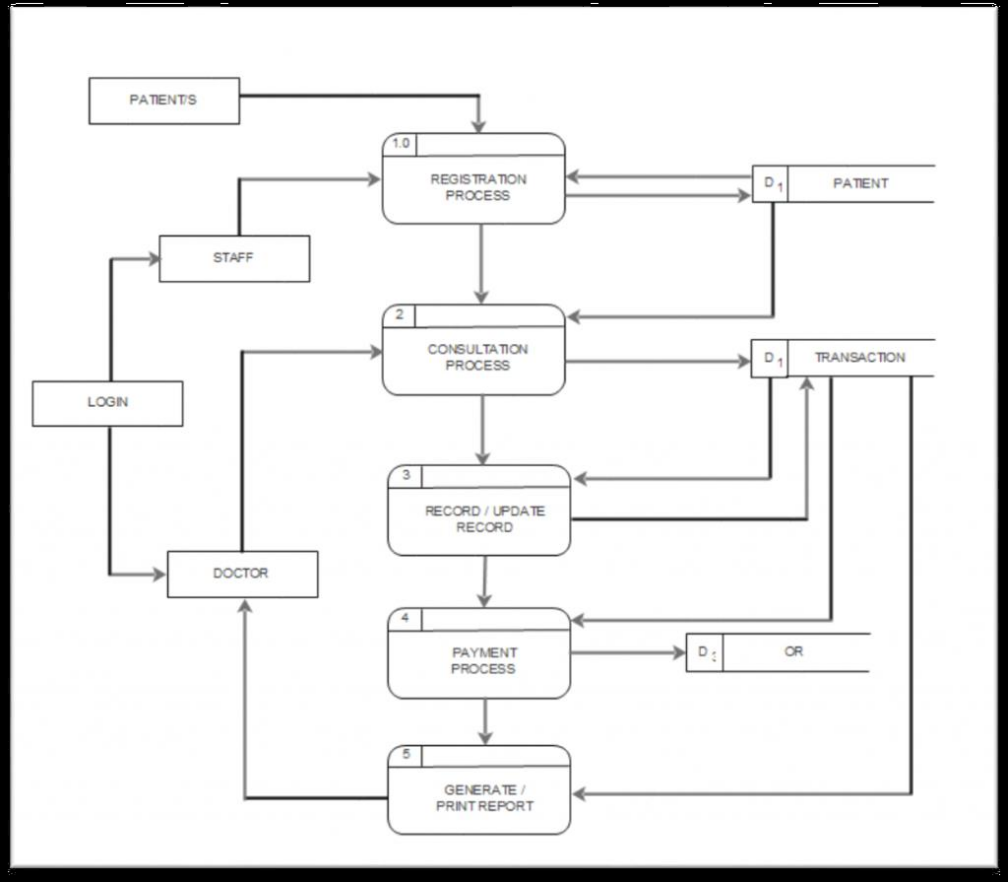 PATIENT/S
1.0
REGISTRATION
PROCESS
D 1
PATIENT
STAFF
2
CONSULTATION
PROCESS
D 1
TRANSACTION
LOGIN
3
RECORD / UPDATE
RECORD
DOCTOR
4
PAYMENT
PROCESS
D
OR
5
GENERATE /
PRINT REPORT